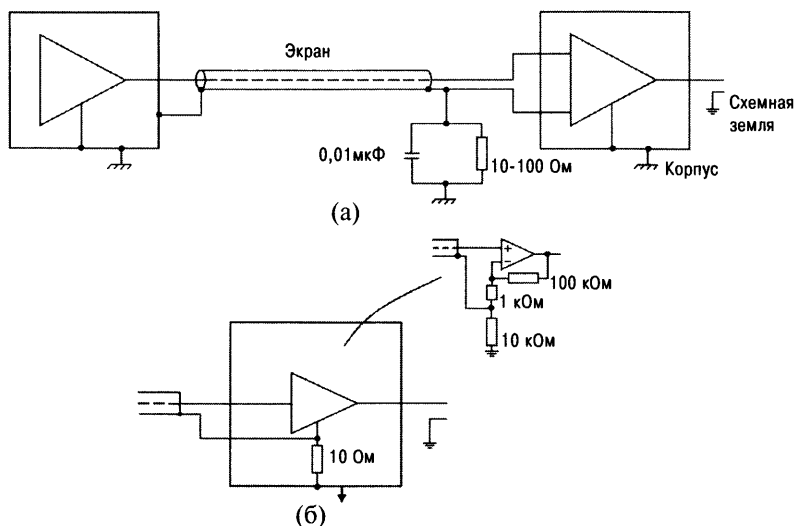 Экран
Схемная
земля
0,01мкФ
10-100 Ом
Корпус
(а)
+
−
100 кОм
1 кОм
10 кОм
10 Ом
(б)